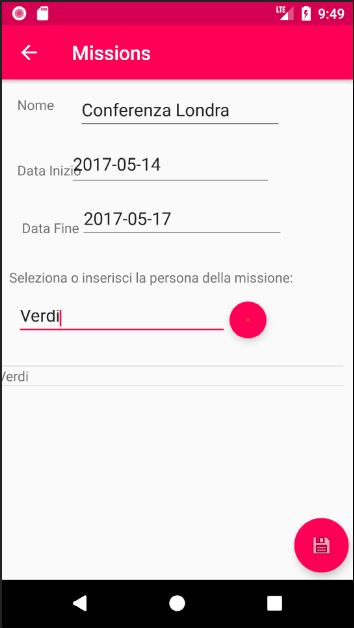 LTE 9:49
Missions
Nome Conferenza Londra
Data Inizio 2017-05-14
Data Fine 2017-05-17
Seleziona o inserisci la persona della missione:
Verdi
Verdi